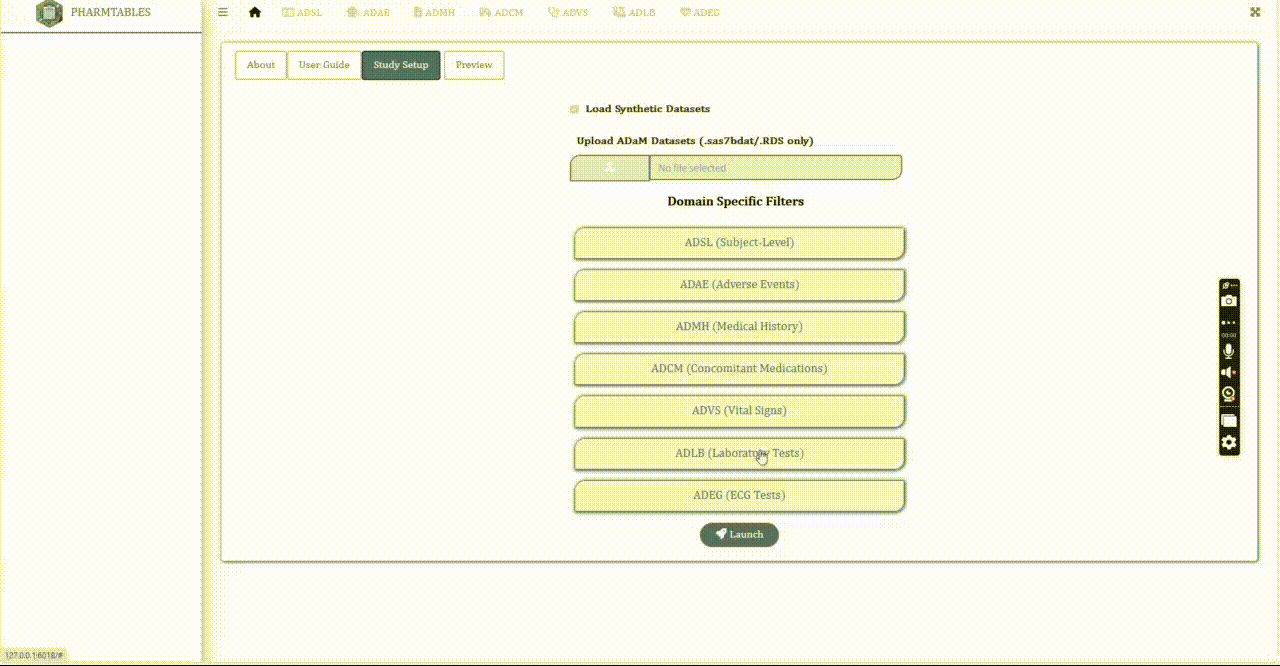 PHARMTABLES
ADSL ADAE ADMH ADCM ADVS ADLB ADEG
About User Guide Study Setup Preview
Load Synthetic Datasets
Upload ADaM Datasets (.sas7bdat/.RDS only)
No file selected
Domain Specific Filters
ADSL (Subject-Level)
ADAE (Adverse Events)
ADMH (Medical History)
ADCM (Concomitant Medications)
ADVS (Vital Signs)
ADLB (Laboratory Tests)
ADEG (ECG Tests)
Launch
00:00
127.0.0.1:6018/#